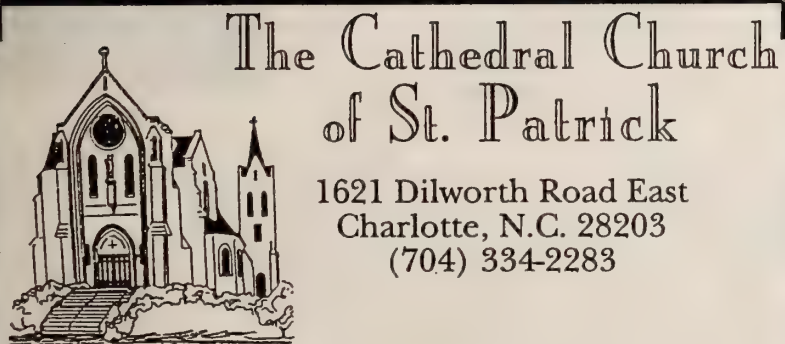 The Cathedral Church
of St. Patrick
1621 Dilworth Road East
Charlotte, N.C. 28203
(704) 334-2283